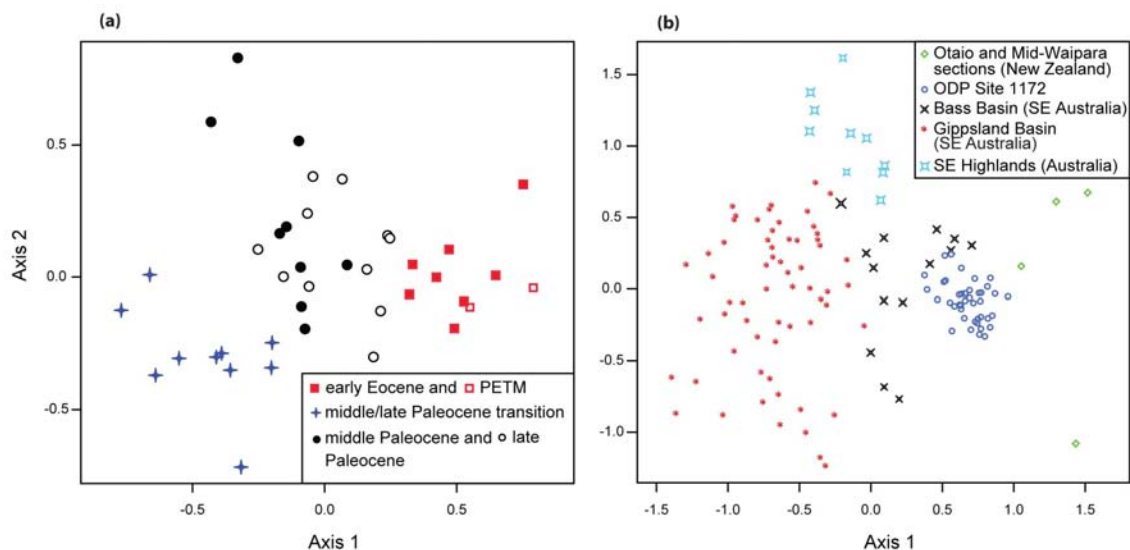 (a)
Axis 2
0.5
0.0
-0.5
early Eocene and PETM
middle/late Paleocene transition
middle Paleocene and late
Paleocene
-0.5
0.0
0.5
Axis 1
(b)
1.5
1.0
0.5
0.0
-0.5
-1.0
Otaio and Mid-Waipara
sections (New Zealand)
ODP Site 1172
Bass Basin (SE Australia)
Gippsland Basin
(SE Australia)
SE Highlands (Australia)
-1.5
-1.0
-0.5
0.0
0.5
1.0
1.5
Axis 1